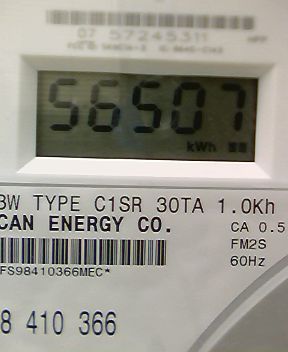 07 57245311
56507
kWh
3W TYPE C1SR 30TA 1.0Kh
CAN ENERGY CO.
CA 0.5
FM2S
60Hz
FS98410366MEC*
8 410 366